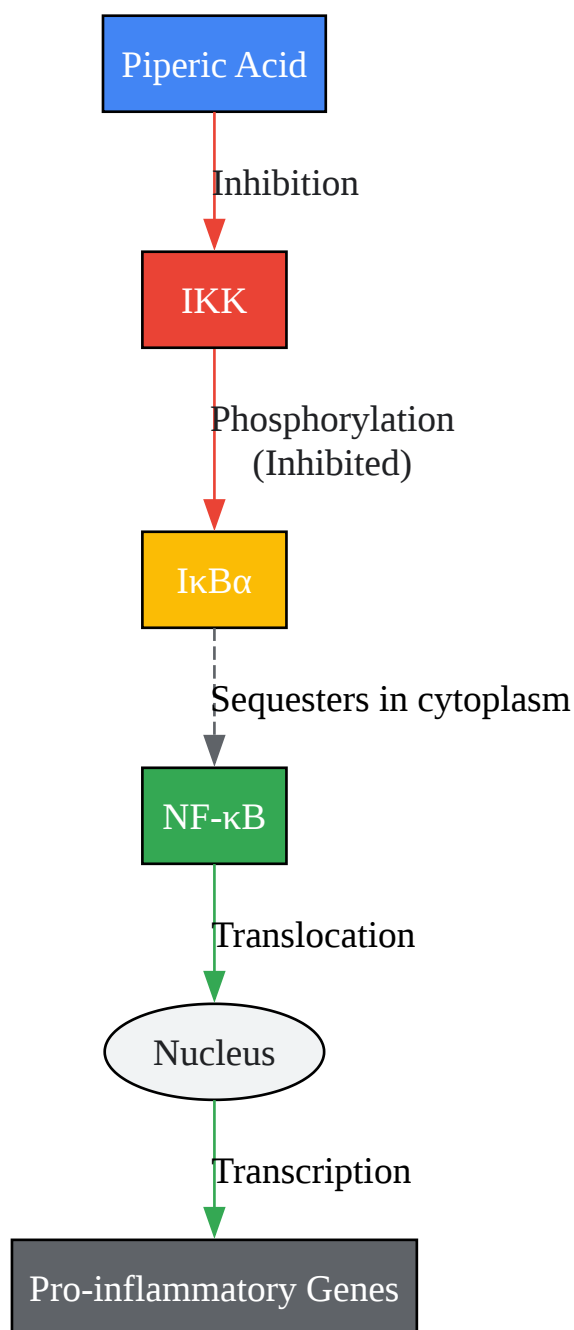 Piperic Acid
Inhibition
IKK
Phosphorylation
(Inhibited)
IκBα
Sequesters in cytoplasm
NF-κB
Translocation
Nucleus
Transcription
Pro-inflammatory Genes